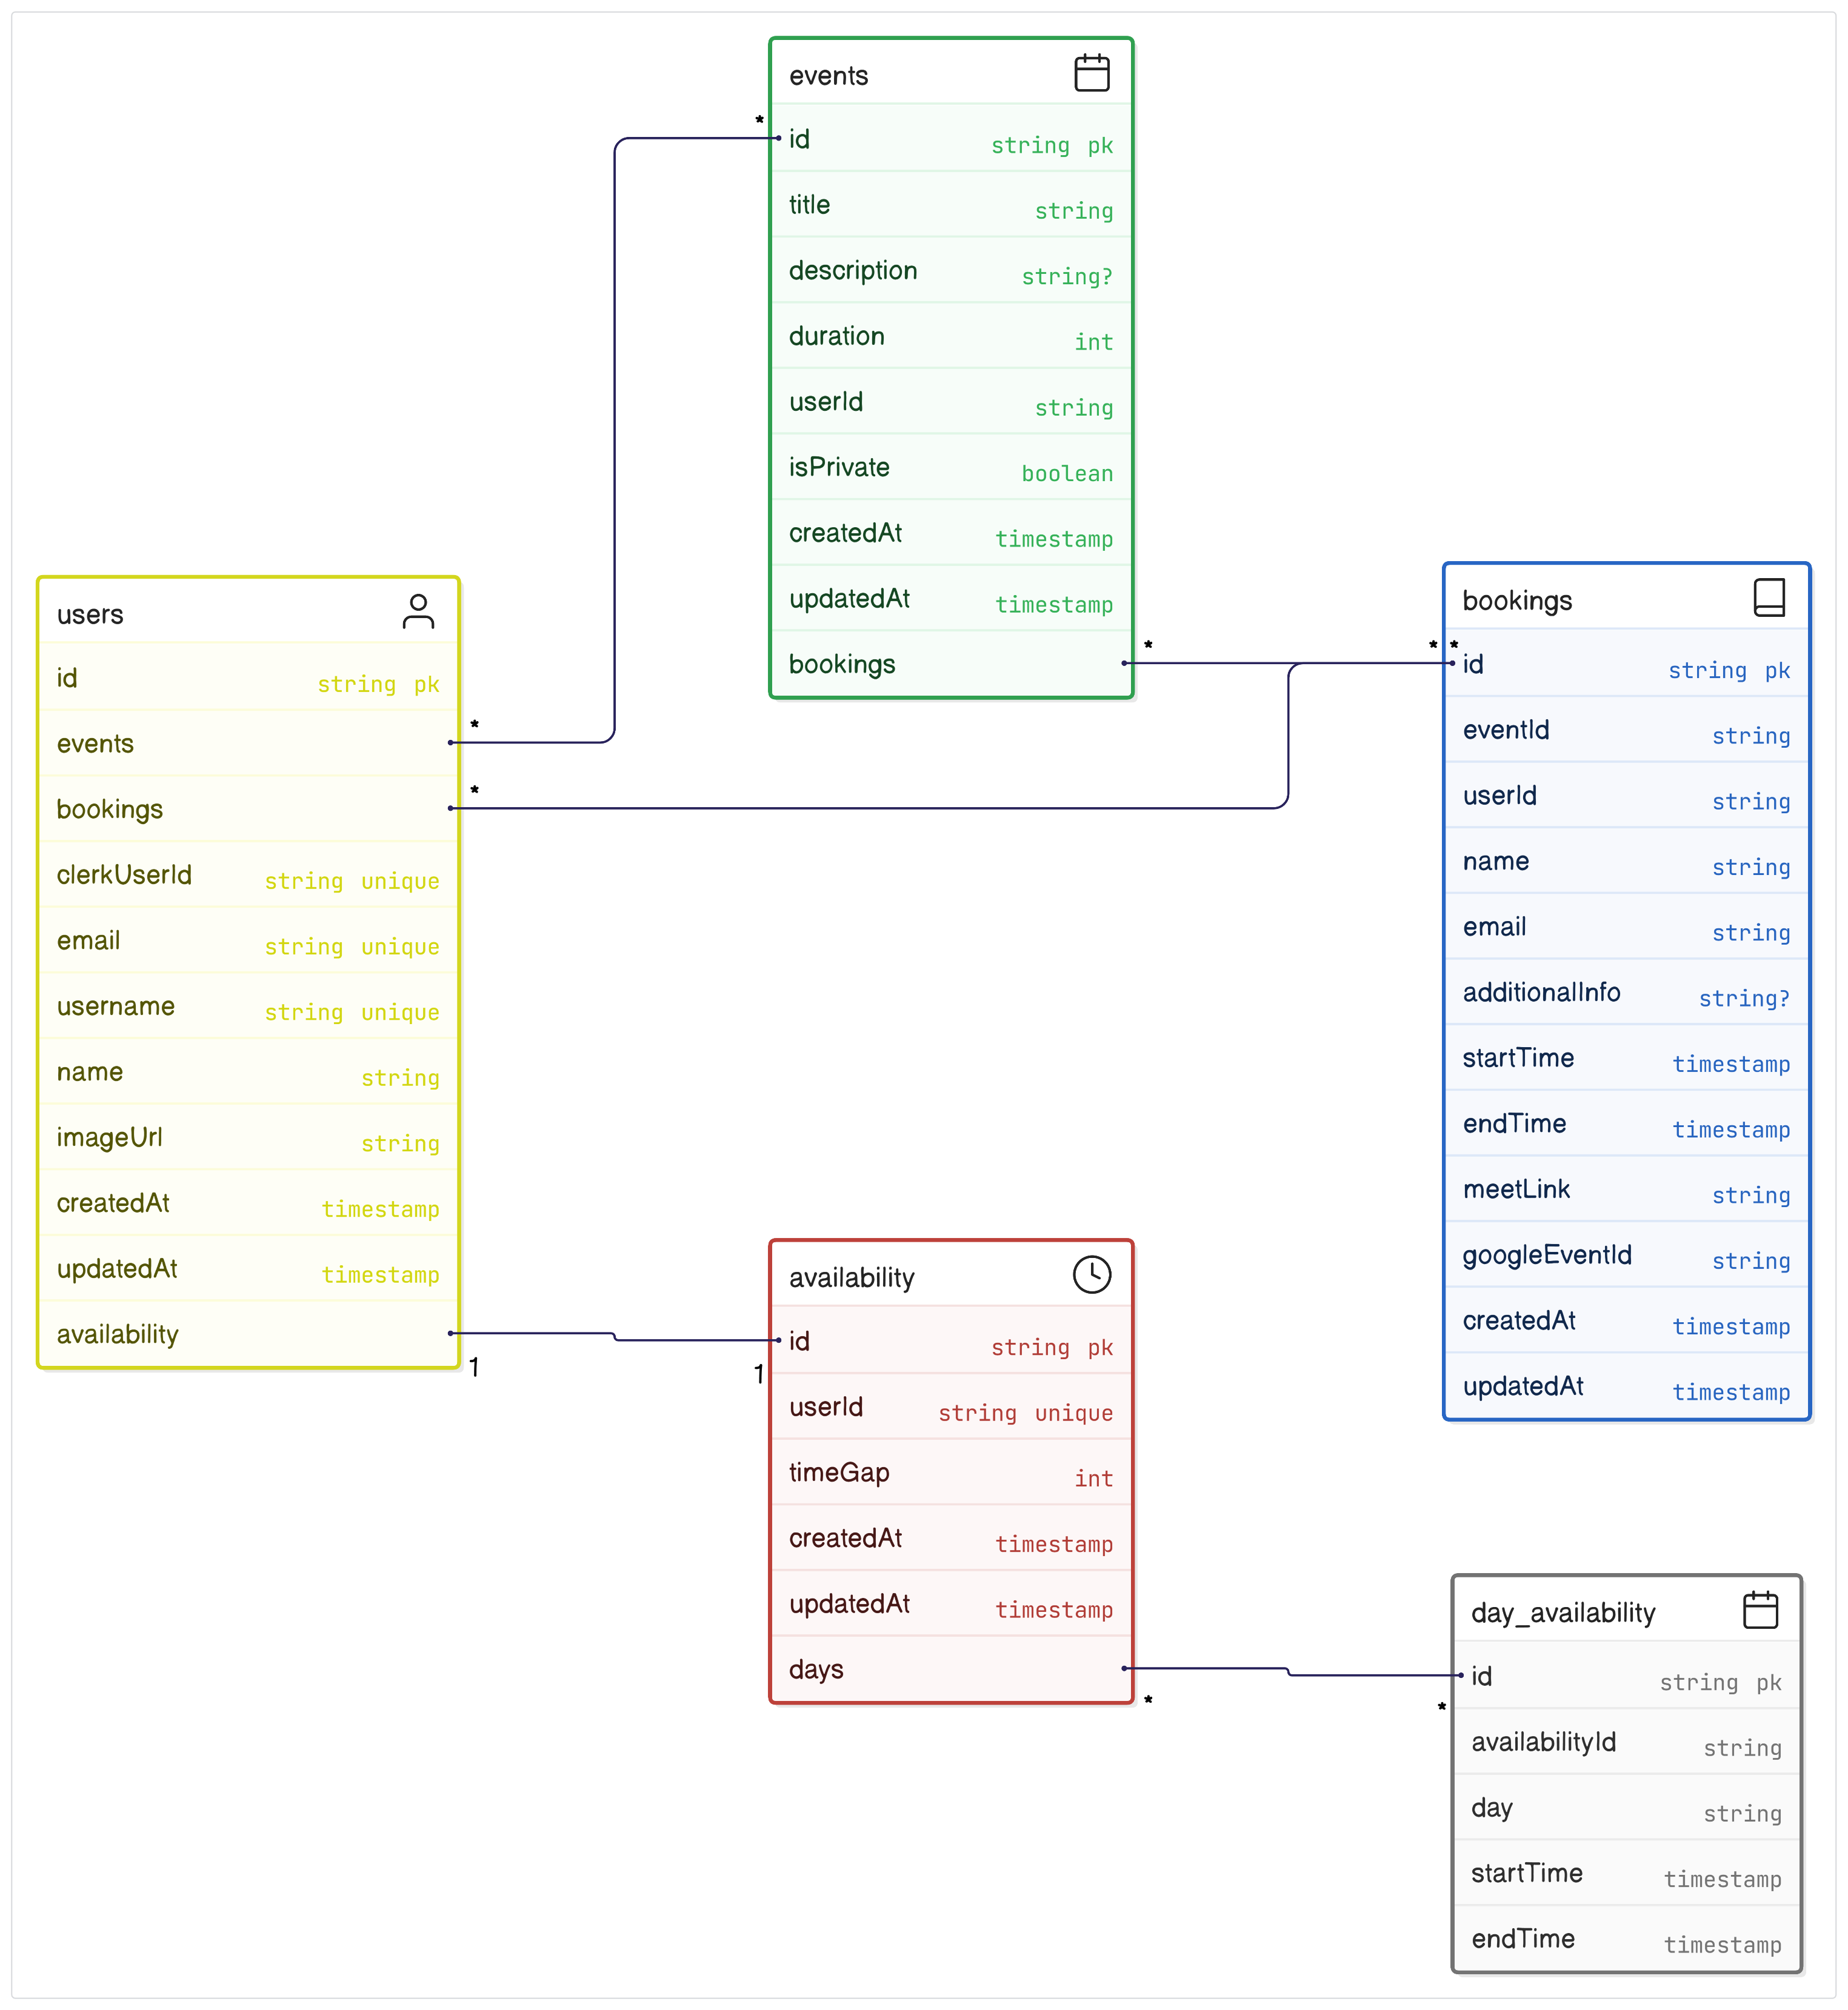 events
* id string pk
title string
description string?
duration int
userId string
isPrivate boolean
createdAt timestamp
updatedAt timestamp
bookings * * *
users
id string pk
events *
bookings *
clerkUserId string unique
email string unique
username string unique
name string
imageUrl string
createdAt timestamp
updatedAt timestamp
availability
1
bookings
id string pk
eventId string
userId string
name string
email string
additionalInfo string?
startTime timestamp
endTime timestamp
meetLink string
googleEventId string
createdAt timestamp
updatedAt timestamp
availability
id string pk
1
userId string unique
timeGap int
createdAt timestamp
updatedAt timestamp
days
* *
day_availability
id string pk
availabilityId string
day string
startTime timestamp
endTime timestamp